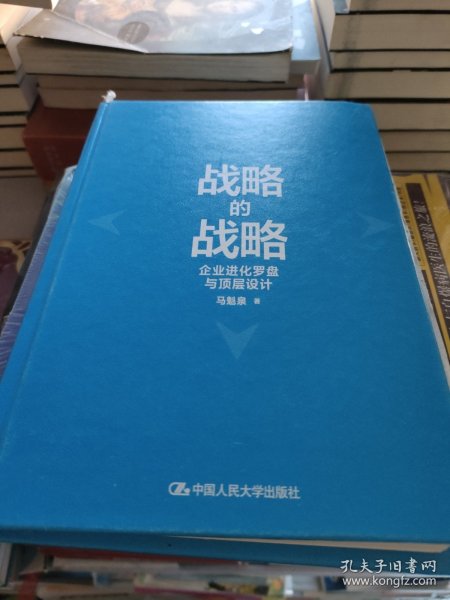 战略
的
战略
企业进化罗盘
与顶层设计
马魁泉 著
中国人民大学出版社
孔夫子旧书网
www.kongfz.com